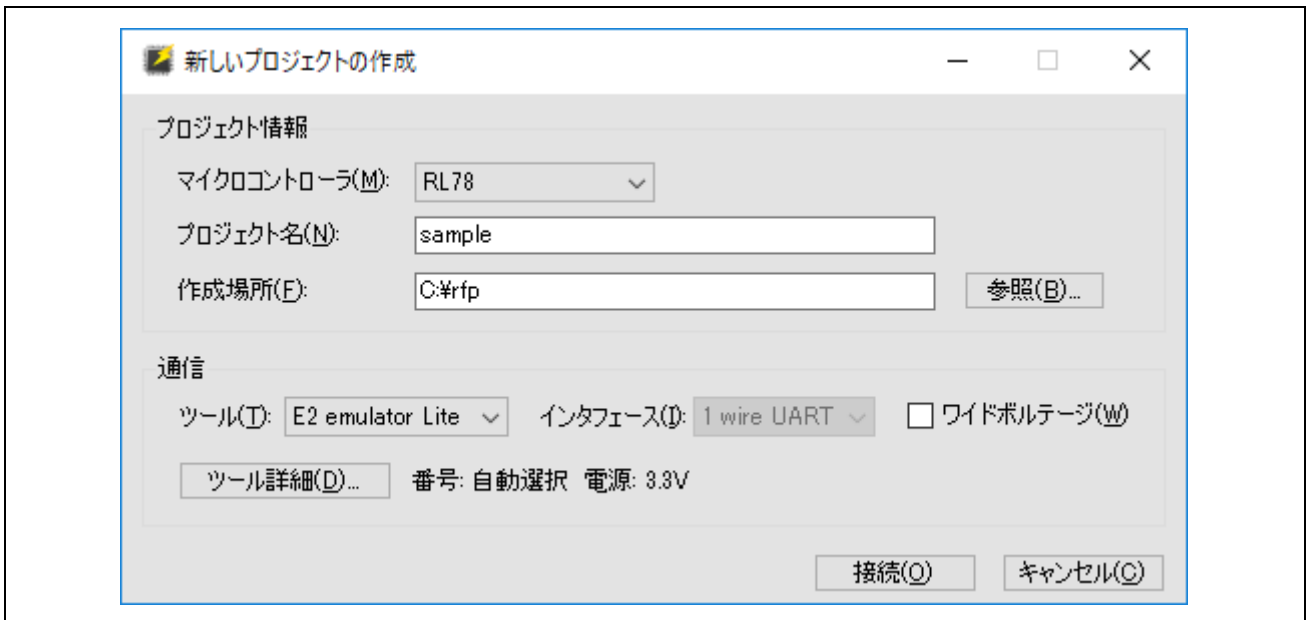 新しいプロジェクトの作成
プロジェクト情報
マイクロコントローラ(M): RL78
プロジェクト名(N): sample
作成場所(F): C:¥rfp 参照(B)...
通信
ツール(T): E2 emulator Lite インタフェース(I): 1 wire UART ワイドボルテージ(W)
ツール詳細(D)... 番号: 自動選択 電源: 3.3V
接続(O) キャンセル(C)